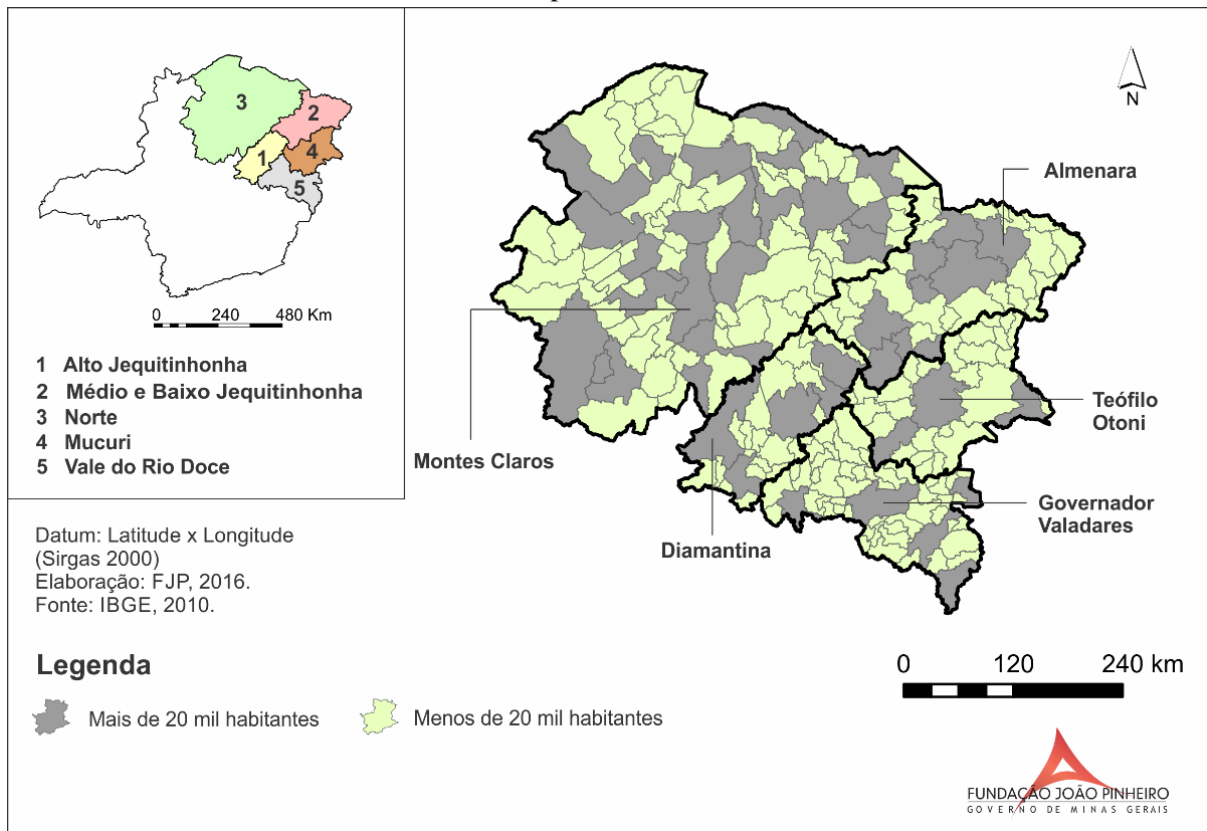 3
2
1
4
5
0 240 480 Km
1 Alto Jequitinhonha
2 Médio e Baixo Jequitinhonha
3 Norte
4 Mucuri
5 Vale do Rio Doce
N
Almenara
Teófilo
Otoni
Montes Claros
Governador
Valadares
Diamantina
Datum: Latitude x Longitude
(Sirgas 2000)
Elaboração: FJP, 2016.
Fonte: IBGE, 2010.
Legenda
Mais de 20 mil habitantes
Menos de 20 mil habitantes
0 120 240 km
FUNDAÇÃO JOÃO PINHEIRO
GOVERNO DE MINAS GERAIS